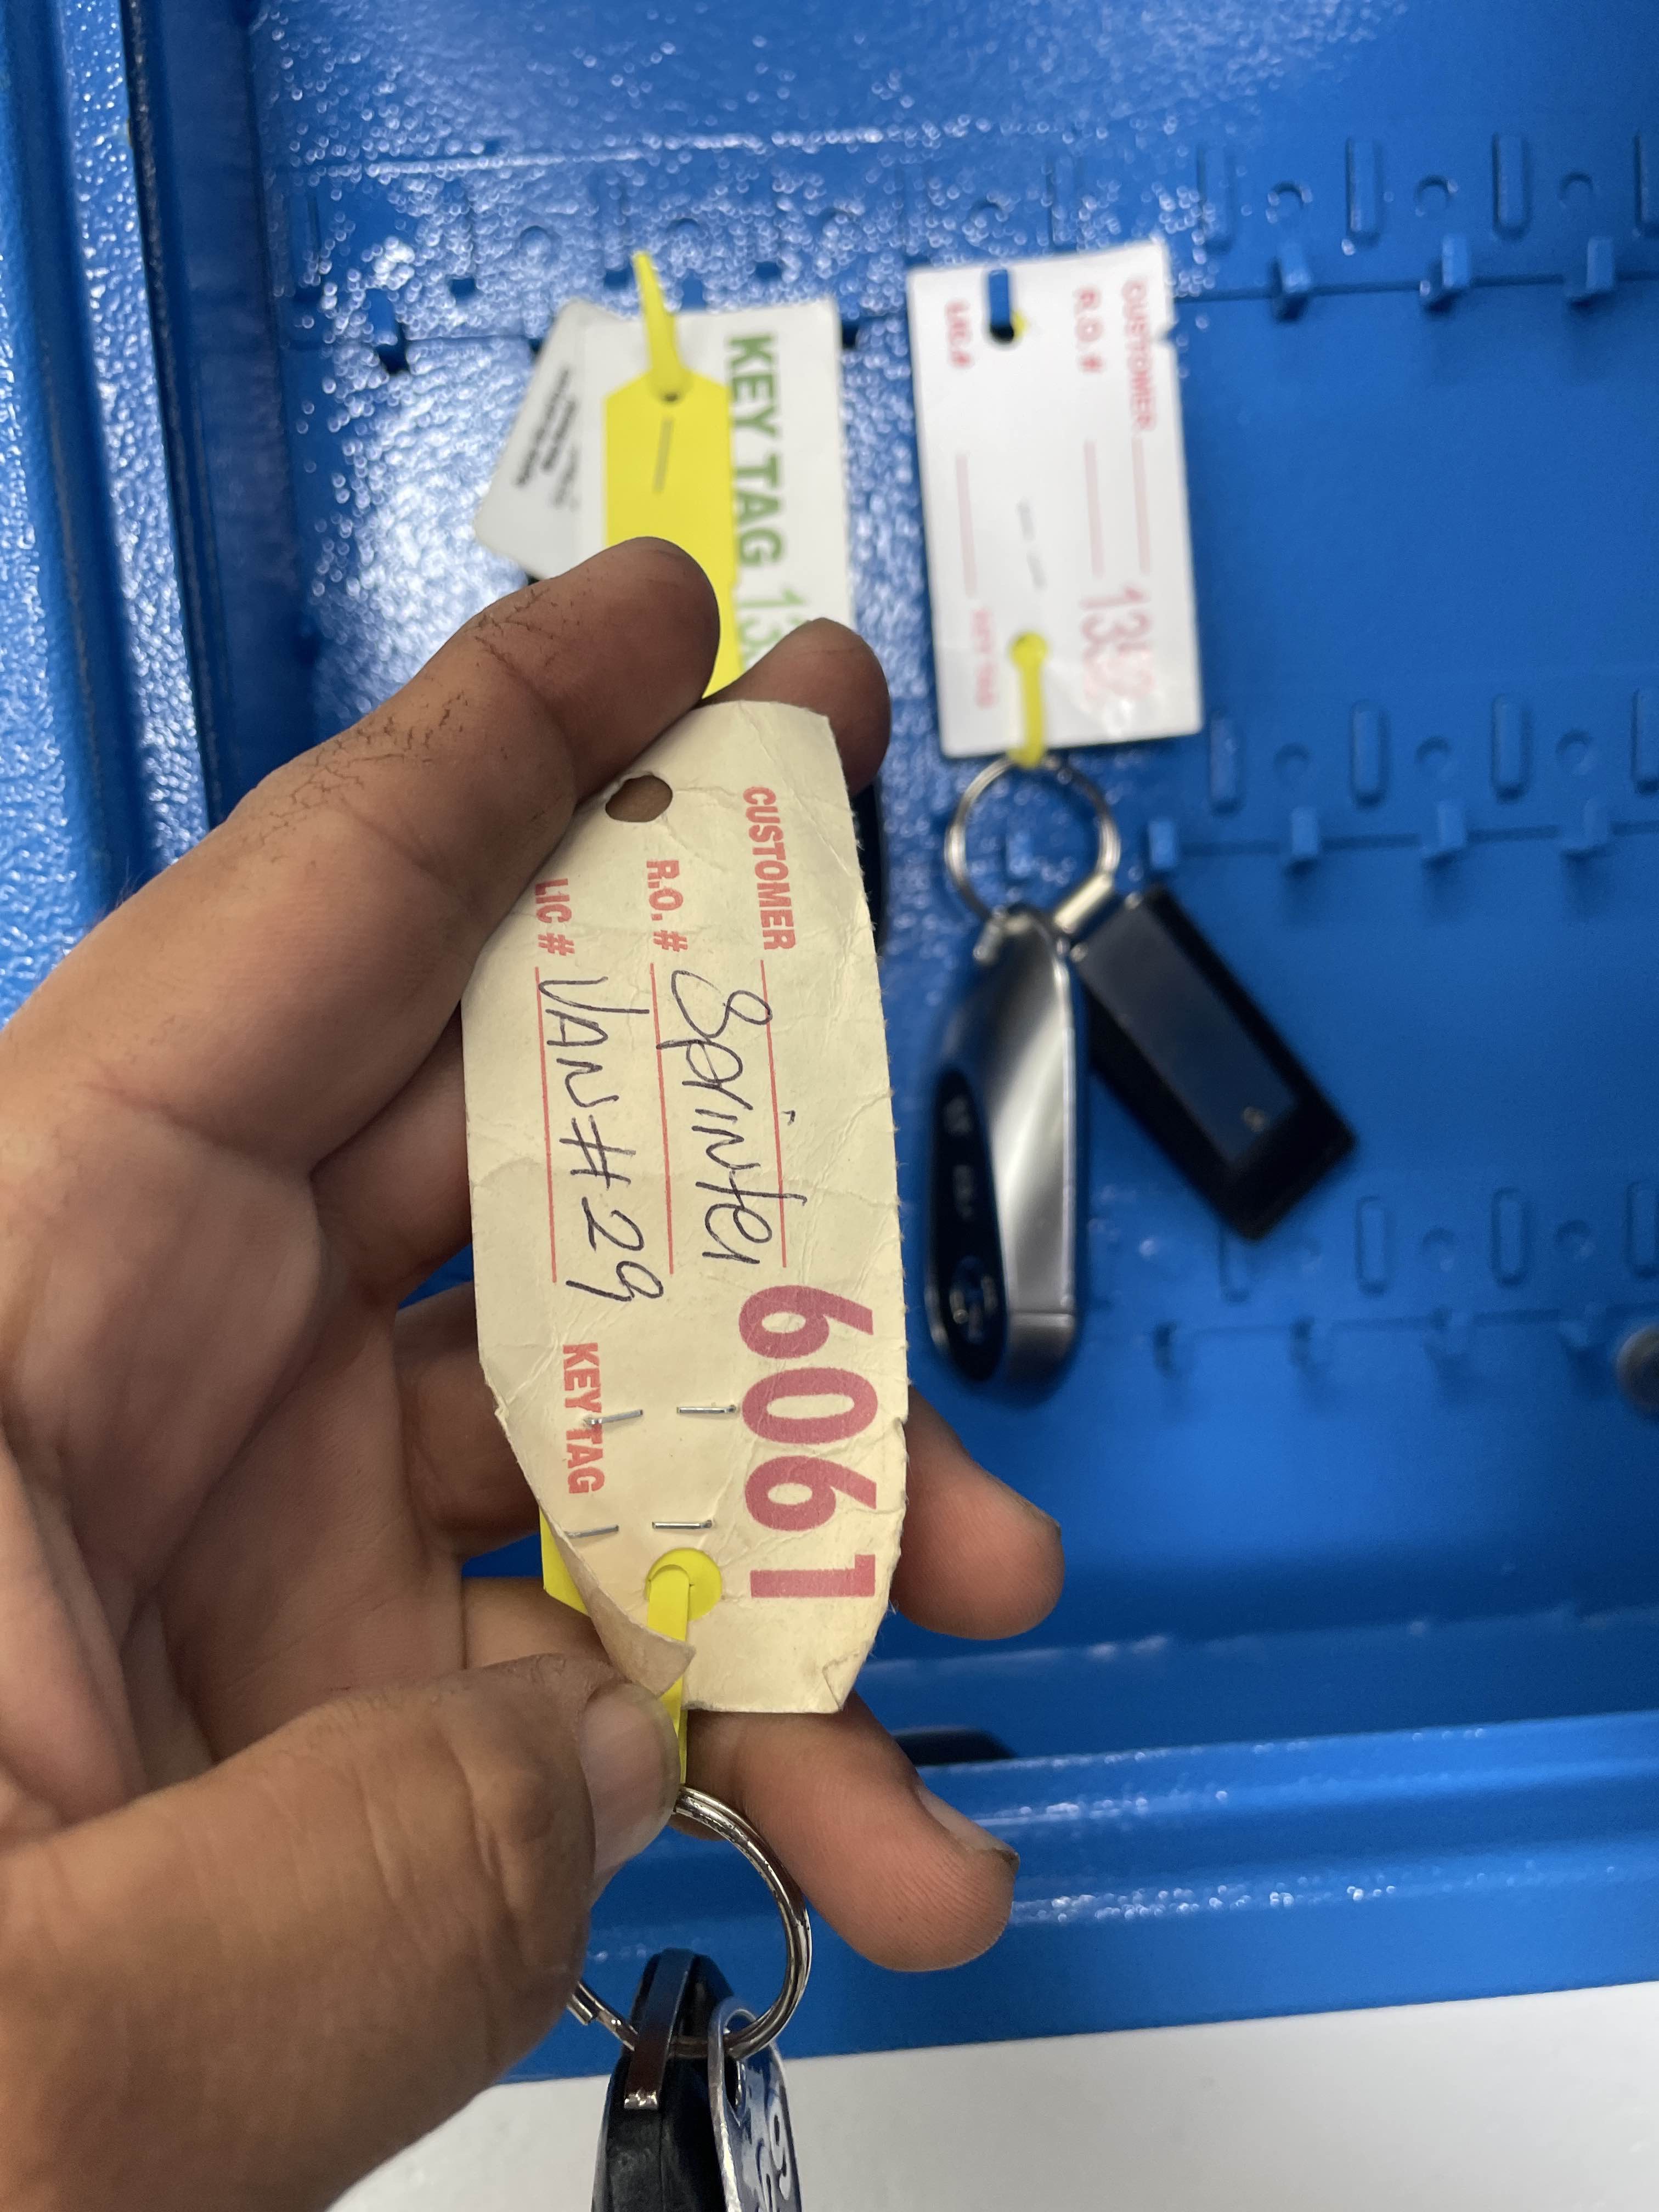 CUSTOMER
R.O. # Sprinter
LIC # VAN #29
KEY TAG
6061
KEY TAG
CUSTOMER
R.O. #
LIC #
KEY TAG